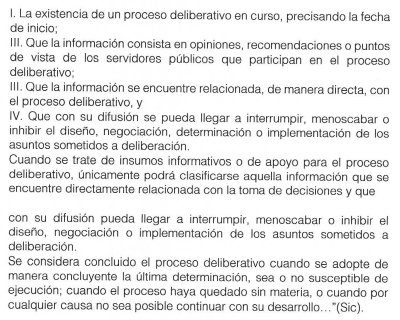 I. La existencia de un proceso deliberativo en curso, precisando la fecha
de inicio;
III. Que la información consista en opiniones, recomendaciones o puntos
de vista de los servidores públicos que participan en el proceso
deliberativo;
III. Que la información se encuentre relacionada, de manera directa, con
el proceso deliberativo, y
IV. Que con su difusión se pueda llegar a interrumpir, menoscabar o
inhibir el diseño, negociación, determinación o implementación de los
asuntos sometidos a deliberación.
Cuando se trate de insumos informativos o de apoyo para el proceso
deliberativo, únicamente podrá clasificarse aquella información que se
encuentre directamente relacionada con la toma de decisiones y que
con su difusión pueda llegar a interrumpir, menoscabar o inhibir el
diseño, negociación o implementación de los asuntos sometidos a
deliberación.
Se considera concluido el proceso deliberativo cuando se adopte de
manera concluyente la última determinación, sea o no susceptible de
ejecución; cuando el proceso haya quedado sin materia, o cuando por
cualquier causa no sea posible continuar con su desarrollo…"(Sic).